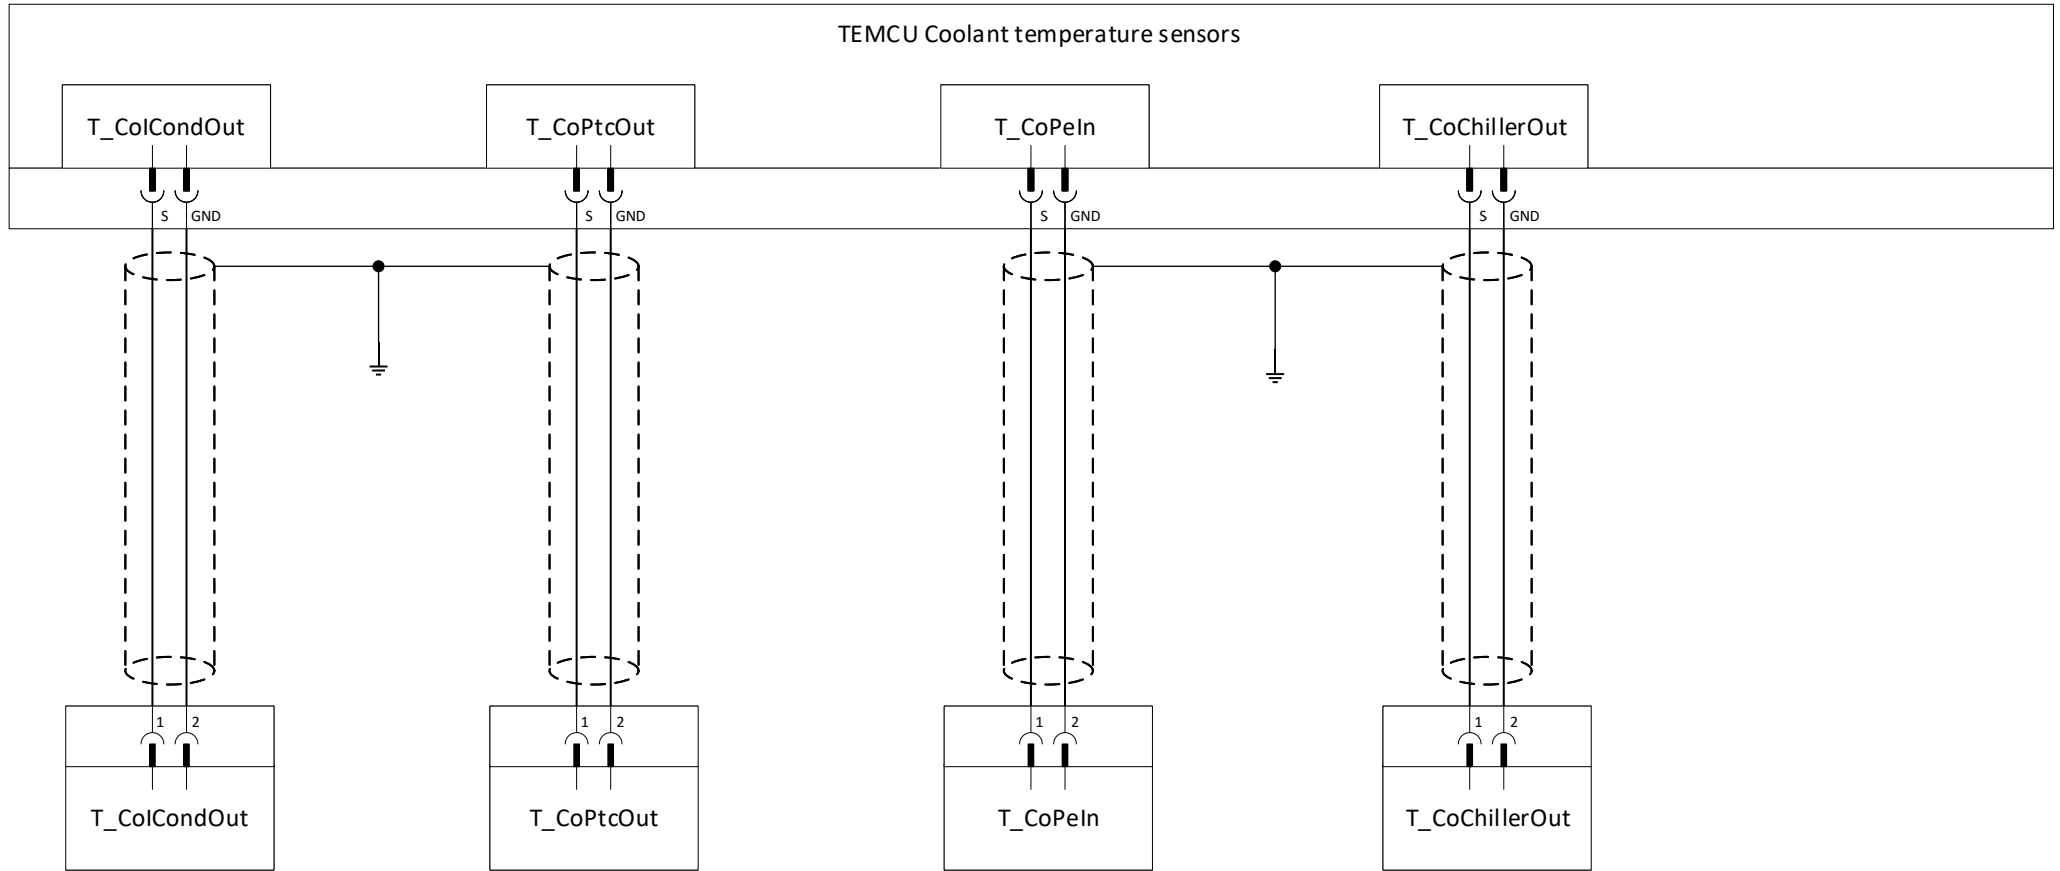 TEMCU Coolant temperature sensors
T_CoICondOut
T_CoPtcOut
T_CoPeIn
T_CoChillerOut
S GND
S GND
S GND
S GND
1 2
1 2
1 2
1 2
T_CoICondOut
T_CoPtcOut
T_CoPeIn
T_CoChillerOut